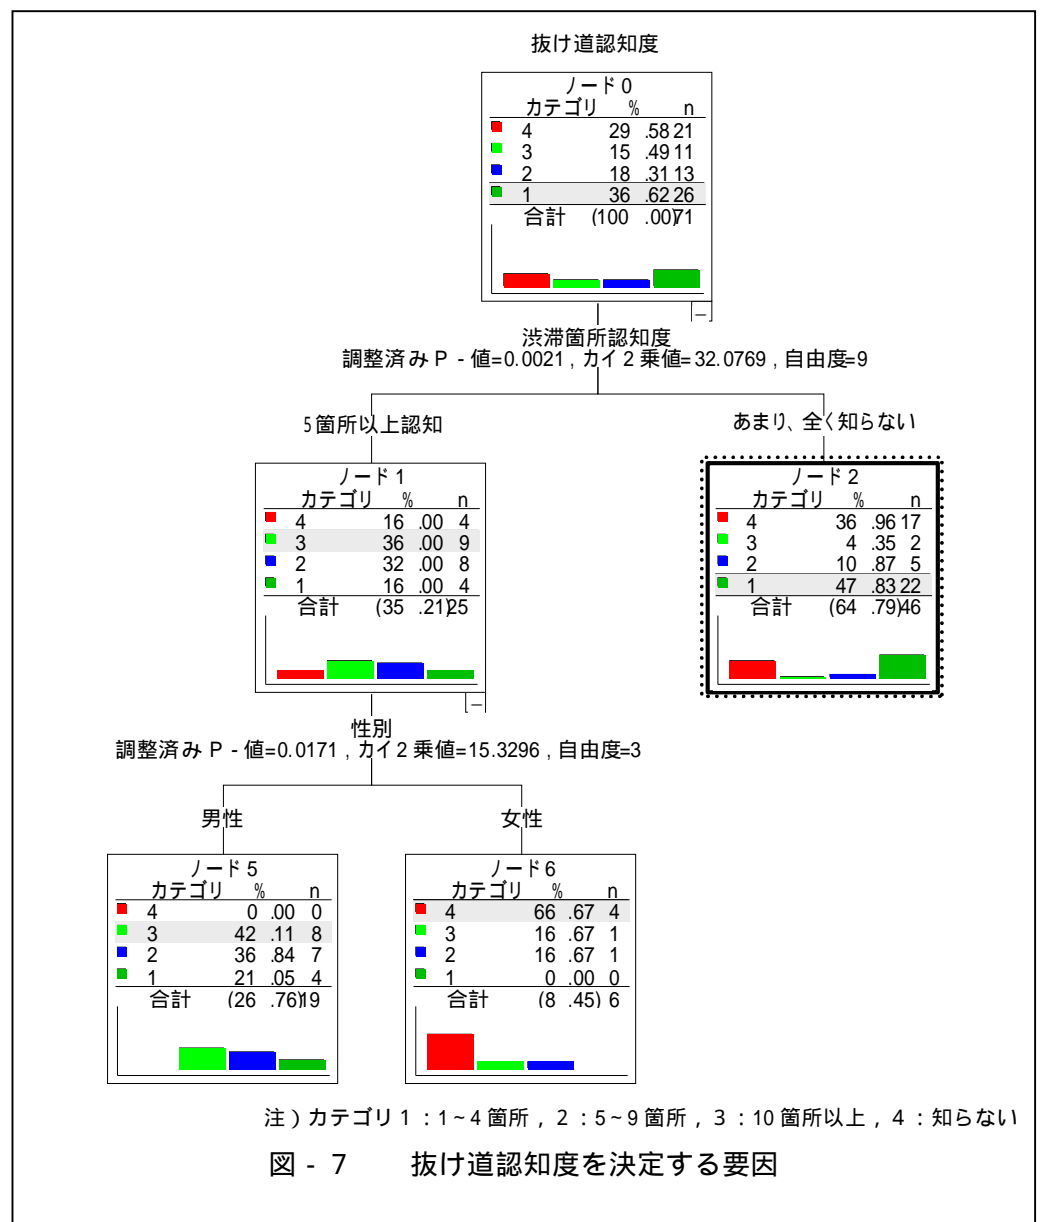 抜け道認知度
ノード 0
カテゴリ % n
4 29 .58 21
3 15 .49 11
2 18 .31 13
1 36 .62 26
合計 (100 .00)71
渋滞箇所認知度
調整済み P - 値=0.0021 , カイ 2 乗値=32.0769 , 自由度=9
5箇所以上認知
あまり、全く知らない
ノード 1
カテゴリ % n
4 16 .00 4
3 36 .00 9
2 32 .00 8
1 16 .00 4
合計 (35 .21)25
ノード 2
カテゴリ % n
4 36 .96 17
3 4 .35 2
2 10 .87 5
1 47 .83 22
合計 (64 .79)46
性別
調整済み P - 値=0.0171 , カイ 2 乗値=15.3296 , 自由度=3
男性
女性
ノード 5
カテゴリ % n
4 0 .00 0
3 42 .11 8
2 36 .84 7
1 21 .05 4
合計 (26 .76)19
ノード 6
カテゴリ % n
4 66 .67 4
3 16 .67 1
2 16 .67 1
1 0 .00 0
合計 (8 .45) 6
注 ) カテゴリ 1 : 1~4 箇所 , 2 : 5~9 箇所 , 3 : 10 箇所以上 , 4 : 知らない
図 - 7 抜け道認知度を決定する要因